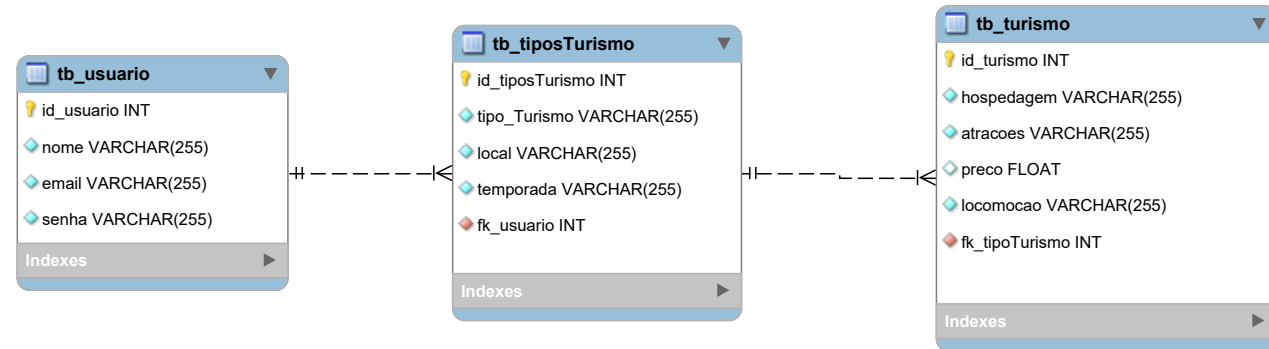 tb_usuario
id_usuario INT
nome VARCHAR(255)
email VARCHAR(255)
senha VARCHAR(255)
Indexes
tb_tiposTurismo
id_tiposTurismo INT
tipo_Turismo VARCHAR(255)
local VARCHAR(255)
temporada VARCHAR(255)
fk_usuario INT
Indexes
tb_turismo
id_turismo INT
hospedagem VARCHAR(255)
atracoes VARCHAR(255)
preco FLOAT
locomocao VARCHAR(255)
fk_tipoTurismo INT
Indexes